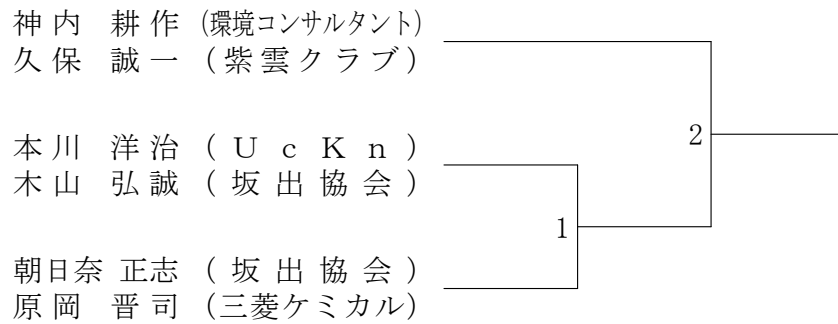 神内 耕作 (環境コンサルタント)
久保 誠一 (紫雲クラブ)
2
本川 洋治 (UcKn)
木山 弘誠 (坂出協会)
1
朝日奈 正志 (坂出協会)
原岡 晋司 (三菱ケミカル)